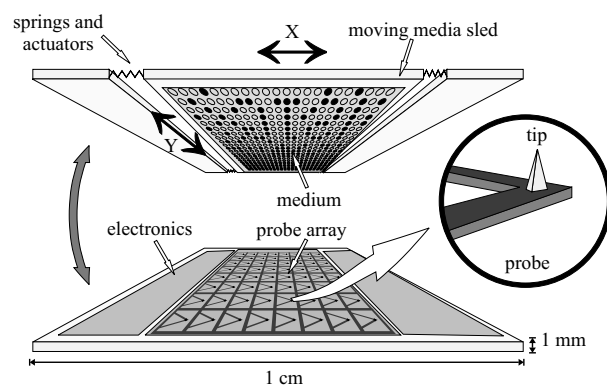 springs and
actuators
X
moving media sled
Y
medium
tip
electronics
probe array
probe
1 mm
1 cm